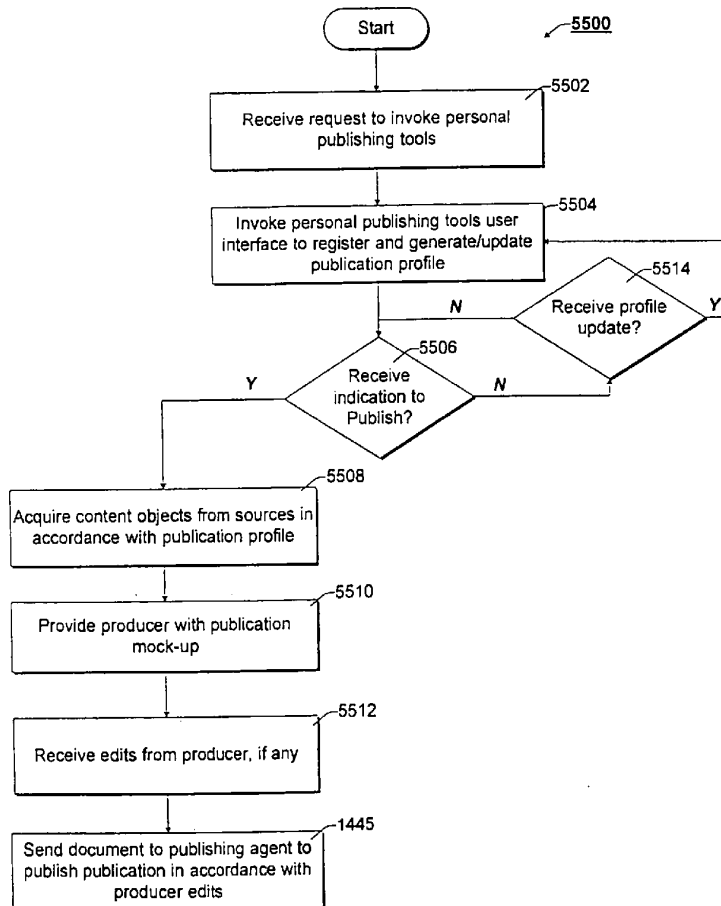 Start
5500
5502
Receive request to invoke personal
publishing tools
5504
Invoke personal publishing tools user
interface to register and generate/update
publication profile
5514
Receive profile
update?
N
Y
5506
Receive
indication to
Publish?
Y
N
5508
Acquire content objects from sources in
accordance with publication profile
5510
Provide producer with publication
mock-up
5512
Receive edits from producer, if any
1445
Send document to publishing agent to
publish publication in accordance with
producer edits